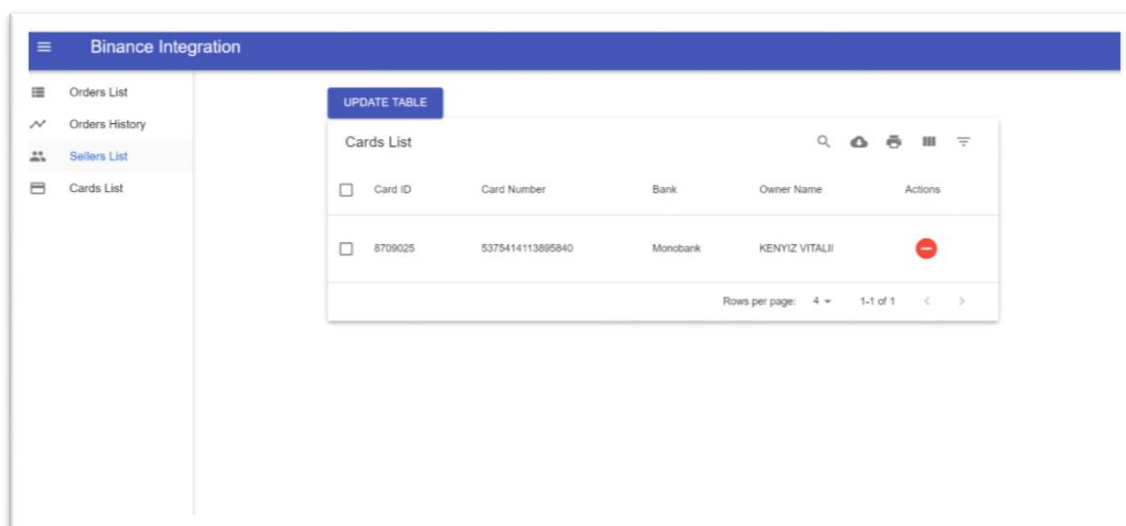 Binance Integration
Orders List
Orders History
Sellers List
Cards List
UPDATE TABLE
Cards List
Card ID Card Number Bank Owner Name Actions
8709025 5375414113895840 Monobank KENYIZ VITALII
Rows per page: 4 1-1 of 1